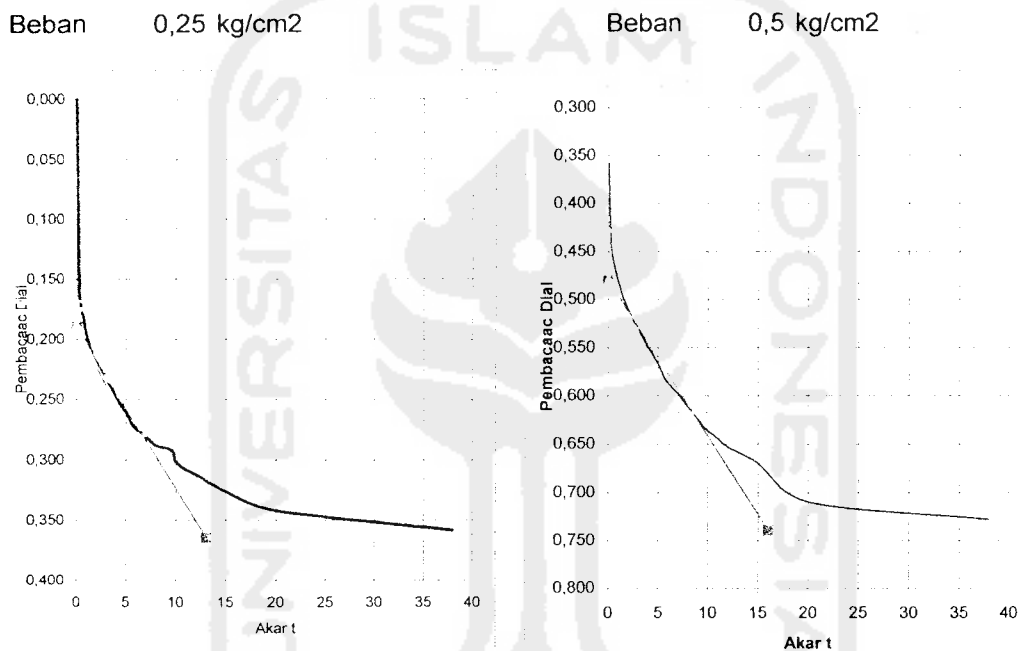 Beban 0,25 kg/cm2
0,000
0,050
0,100
0,150
0,200
0,250
0,300
0,350
0,400
Pembacaac Dial
0 5 10 15 20 25 30 35 40
Akar t
Beban 0,5 kg/cm2
0,300
0,350
0,400
0,450
0,500
0,550
0,600
0,650
0,700
0,750
0,800
Pembacaac Dial
0 5 10 15 20 25 30 35 40
Akar t
UNIVERSITAS
ISLAM
INDONESIA